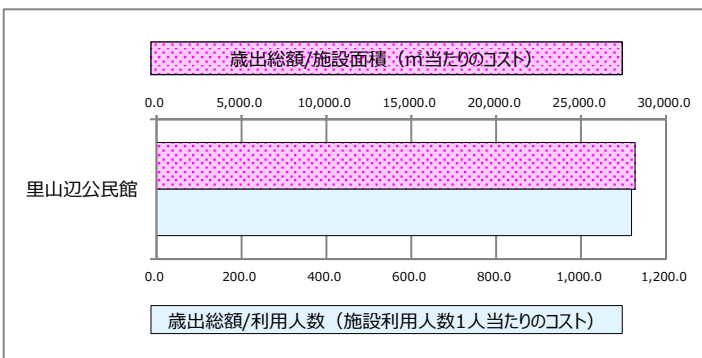 歳出総額/施設面積（㎡当たりのコスト）
0.0 5,000.0 10,000.0 15,000.0 20,000.0 25,000.0 30,000.0
里山辺公民館
0.0 200.0 400.0 600.0 800.0 1,000.0 1,200.0
歳出総額/利用人数（施設利用人数1人当たりのコスト）